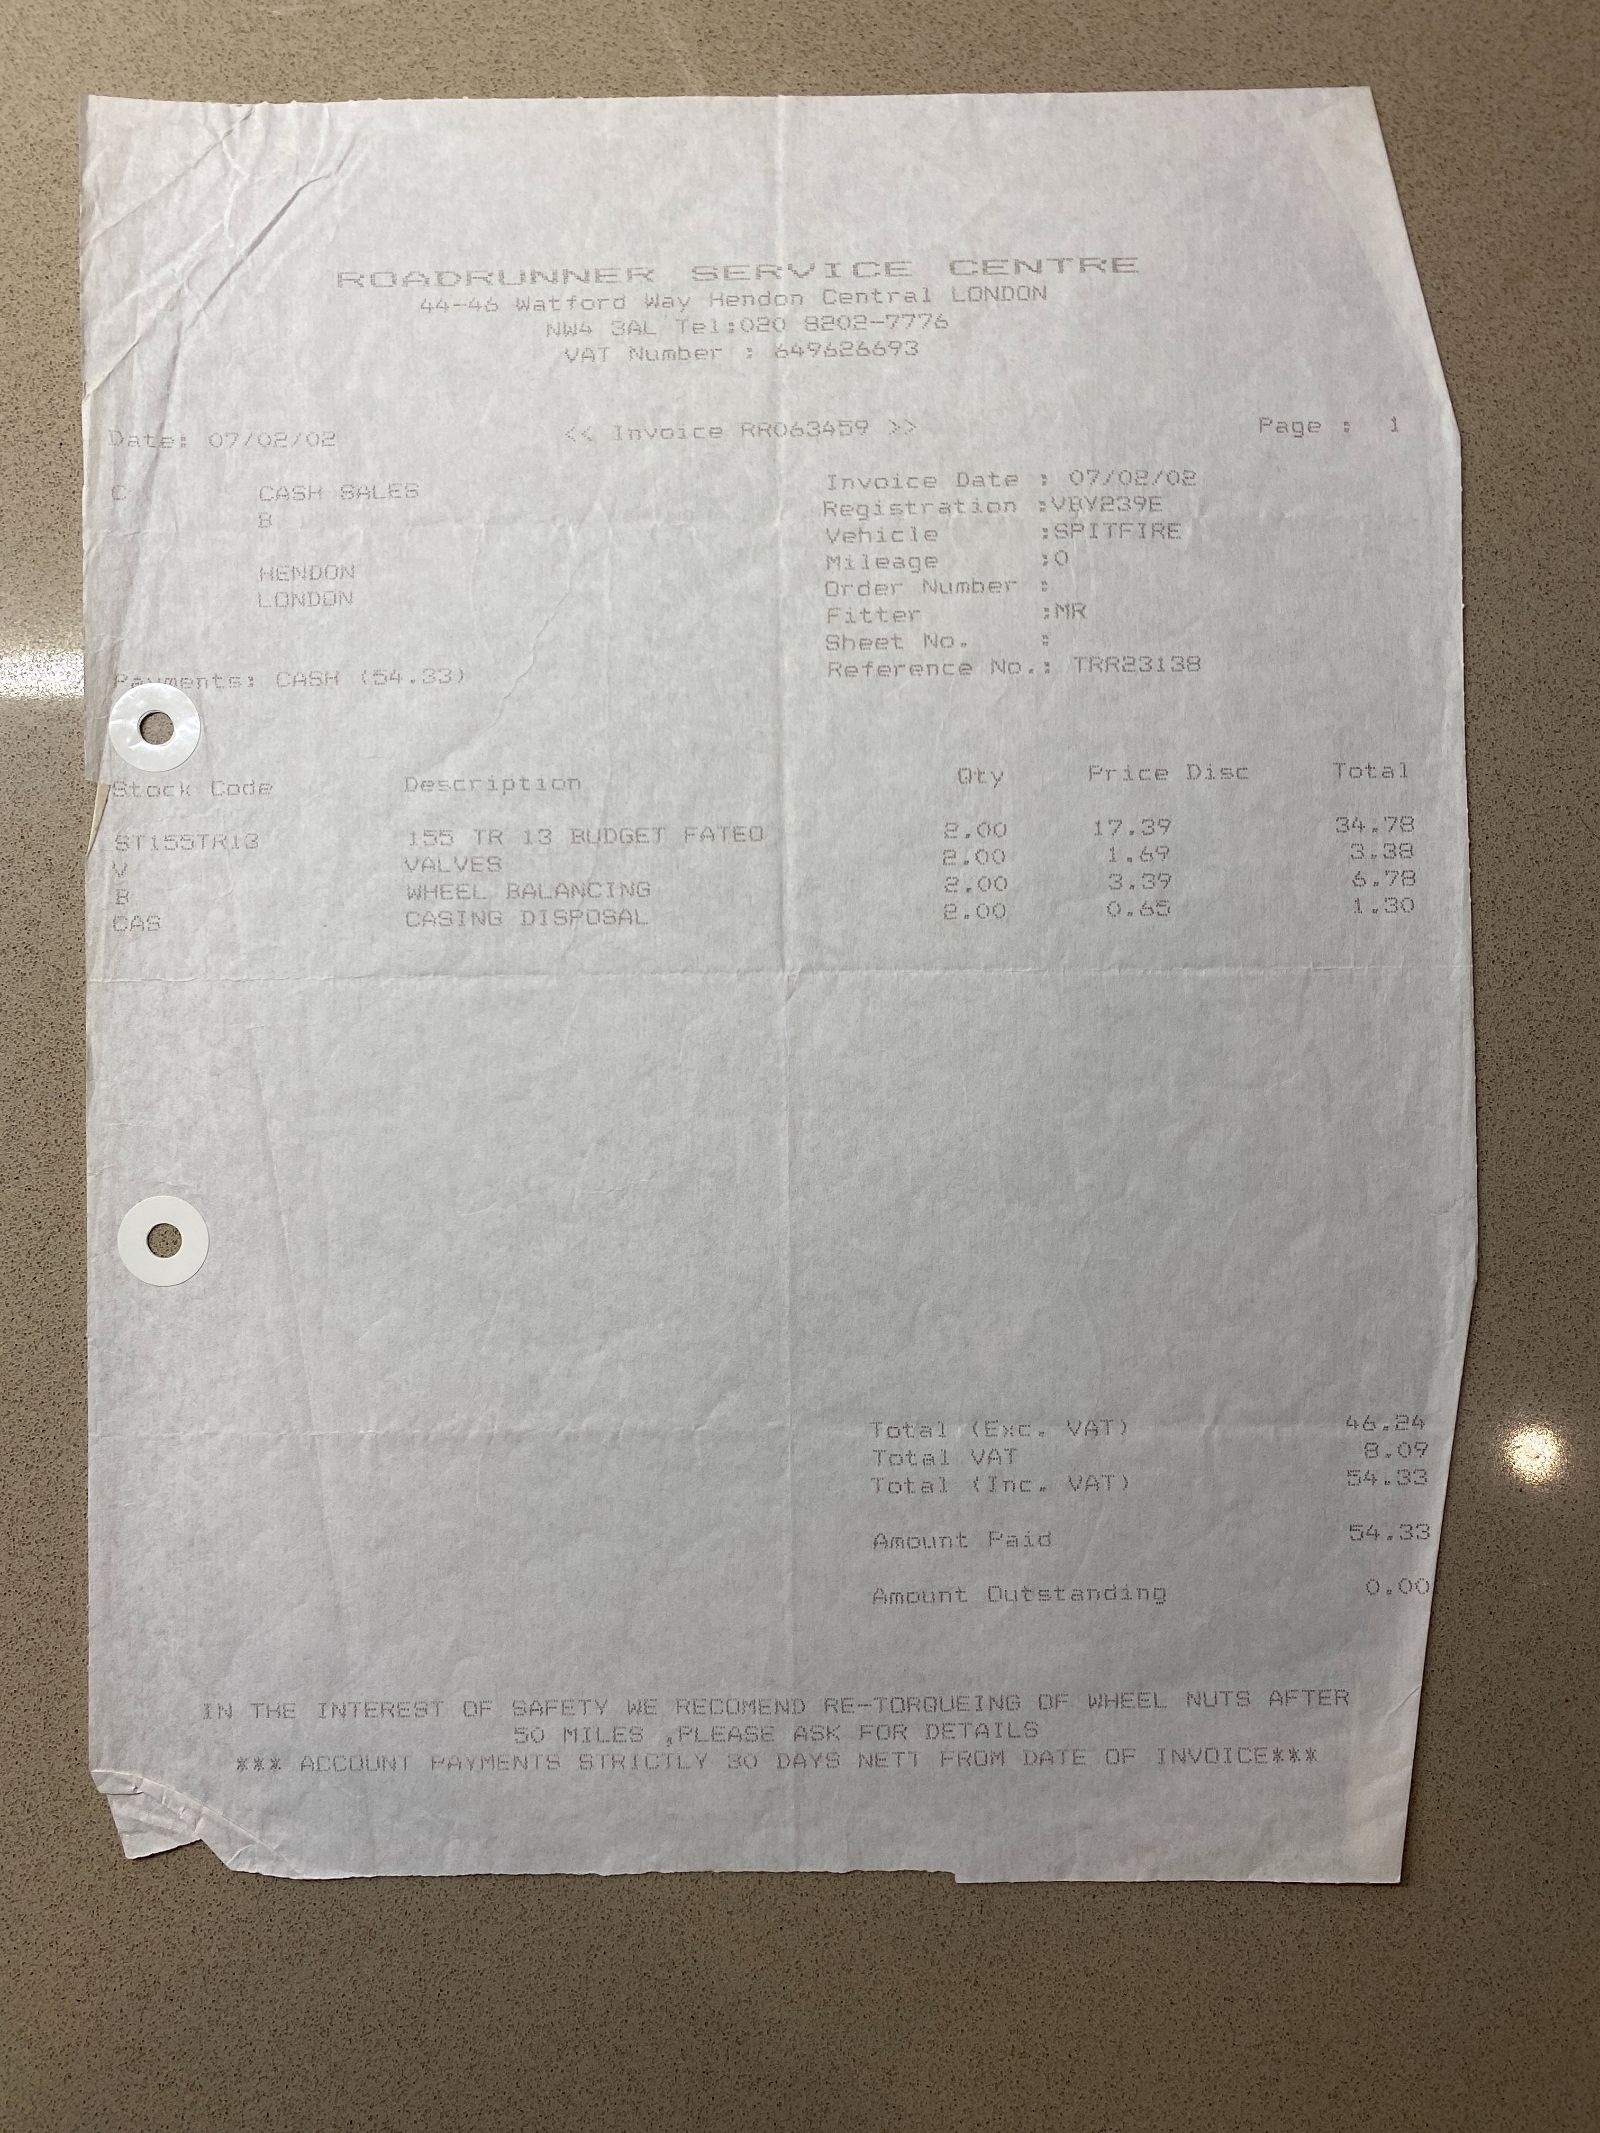 ROADRUNNER SERVICE CENTRE
44-46 Watford Way Hendon Central LONDON
NW4 3AL Tel:020 8202-7776
VAT Number : 649626693
Date: 07/02/02 << Invoice RR063459 >> Page : 1
C CASH SALES Invoice Date : 07/02/02
B Registration :VBY239E
Vehicle :SPITFIRE
HENDON Mileage :0
LONDON Order Number :
Fitter :MR
Sheet No. :
Payments: CASH (54.33) Reference No.: TRR23138
Stock Code Description Qty Price Disc Total
ST155TR13 155 TR 13 BUDGET FATEO 2.00 17.39 34.78
V VALVES 2.00 1.69 3.38
B WHEEL BALANCING 2.00 3.39 6.78
CAS CASING DISPOSAL 2.00 0.65 1.30
Total (Exc. VAT) 46.24
Total VAT 8.09
Total (Inc. VAT) 54.33
Amount Paid 54.33
Amount Outstanding 0.00
IN THE INTEREST OF SAFETY WE RECOMEND RE-TORQUEING OF WHEEL NUTS AFTER
50 MILES ,PLEASE ASK FOR DETAILS
*** ACCOUNT PAYMENTS STRICTLY 30 DAYS NETT FROM DATE OF INVOICE***